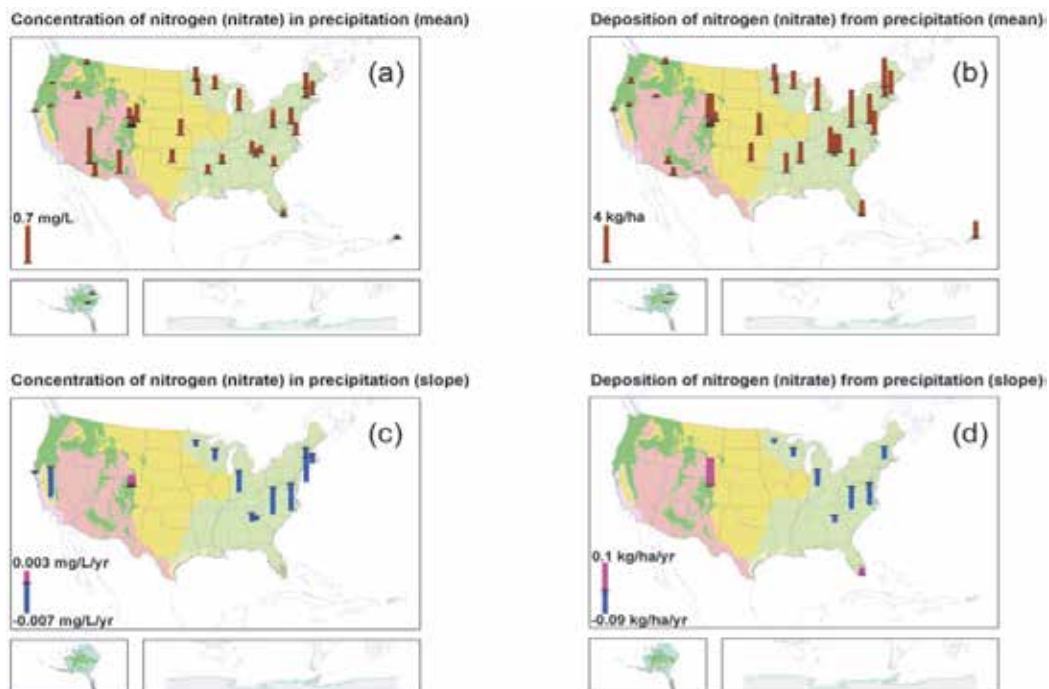 Concentration of nitrogen (nitrate) in precipitation (mean)
(a)
0.7 mg/L
Deposition of nitrogen (nitrate) from precipitation (mean)
(b)
4 kg/ha
Concentration of nitrogen (nitrate) in precipitation (slope)
(c)
0.003 mg/L/yr
-0.007 mg/L/yr
Deposition of nitrogen (nitrate) from precipitation (slope)
(d)
0.1 kg/ha/yr
-0.09 kg/ha/yr